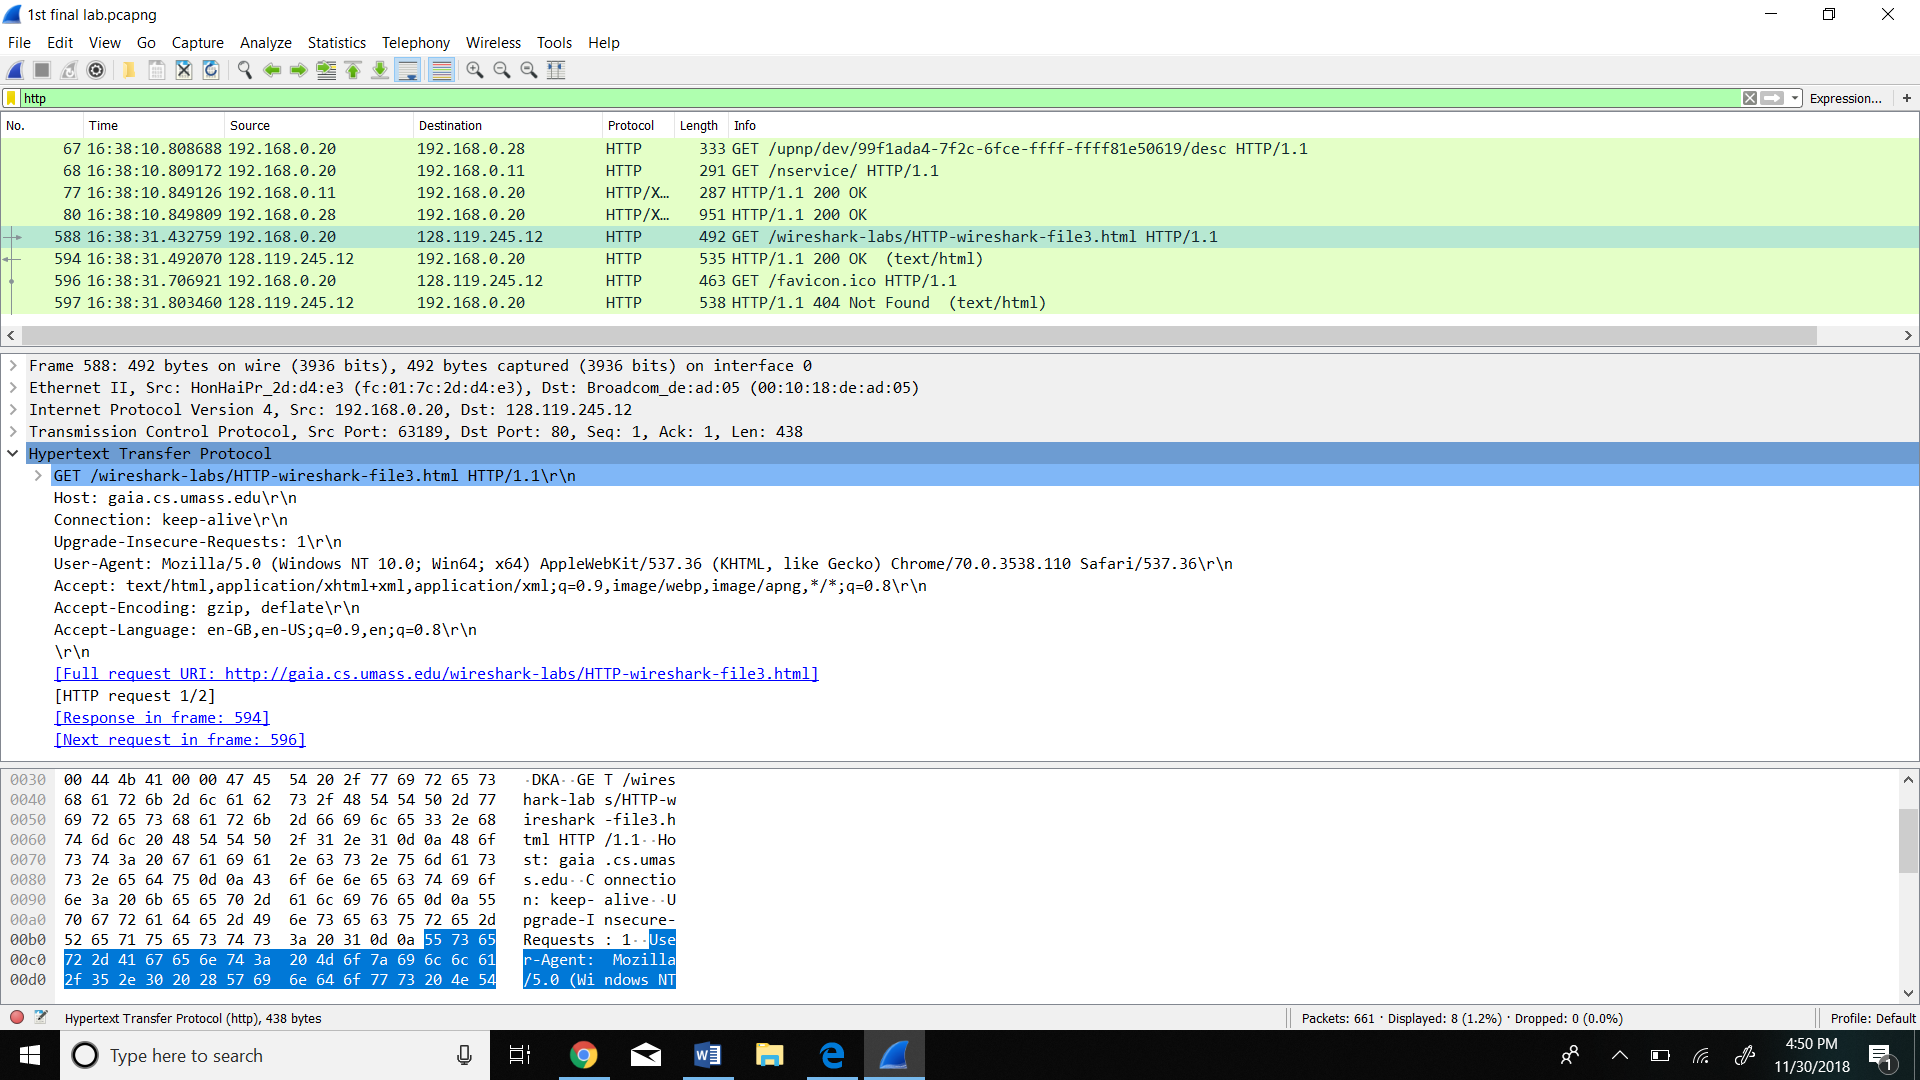 1st final lab.pcapng
File Edit View Go Capture Analyze Statistics Telephony Wireless Tools Help
http Expression... +
No. Time Source Destination Protocol Length Info
67 16:38:10.808688 192.168.0.20 192.168.0.28 HTTP 333 GET /upnp/dev/99f1ada4-7f2c-6fce-ffff-ffff81e50619/desc HTTP/1.1
68 16:38:10.809172 192.168.0.20 192.168.0.11 HTTP 291 GET /nservice/ HTTP/1.1
77 16:38:10.849126 192.168.0.11 192.168.0.20 HTTP/X… 287 HTTP/1.1 200 OK
80 16:38:10.849809 192.168.0.28 192.168.0.20 HTTP/X… 951 HTTP/1.1 200 OK
588 16:38:31.432759 192.168.0.20 128.119.245.12 HTTP 492 GET /wireshark-labs/HTTP-wireshark-file3.html HTTP/1.1
594 16:38:31.492070 128.119.245.12 192.168.0.20 HTTP 535 HTTP/1.1 200 OK (text/html)
596 16:38:31.706921 192.168.0.20 128.119.245.12 HTTP 463 GET /favicon.ico HTTP/1.1
597 16:38:31.803460 128.119.245.12 192.168.0.20 HTTP 538 HTTP/1.1 404 Not Found (text/html)
Frame 588: 492 bytes on wire (3936 bits), 492 bytes captured (3936 bits) on interface 0
Ethernet II, Src: HonHaiPr_2d:d4:e3 (fc:01:7c:2d:d4:e3), Dst: Broadcom_de:ad:05 (00:10:18:de:ad:05)
Internet Protocol Version 4, Src: 192.168.0.20, Dst: 128.119.245.12
Transmission Control Protocol, Src Port: 63189, Dst Port: 80, Seq: 1, Ack: 1, Len: 438
Hypertext Transfer Protocol
GET /wireshark-labs/HTTP-wireshark-file3.html HTTP/1.1\r\n
Host: gaia.cs.umass.edu\r\n
Connection: keep-alive\r\n
Upgrade-Insecure-Requests: 1\r\n
User-Agent: Mozilla/5.0 (Windows NT 10.0; Win64; x64) AppleWebKit/537.36 (KHTML, like Gecko) Chrome/70.0.3538.110 Safari/537.36\r\n
Accept: text/html,application/xhtml+xml,application/xml;q=0.9,image/webp,image/apng,*/*;q=0.8\r\n
Accept-Encoding: gzip, deflate\r\n
Accept-Language: en-GB,en-US;q=0.9,en;q=0.8\r\n
\r\n
[Full request URI: http://gaia.cs.umass.edu/wireshark-labs/HTTP-wireshark-file3.html]
[HTTP request 1/2]
[Response in frame: 594]
[Next request in frame: 596]
0030 00 44 4b 41 00 00 47 45 54 20 2f 77 69 72 65 73 ·DKA··GE T /wires
0040 68 61 72 6b 2d 6c 61 62 73 2f 48 54 54 50 2d 77 hark-lab s/HTTP-w
0050 69 72 65 73 68 61 72 6b 2d 66 69 6c 65 33 2e 68 ireshark -file3.h
0060 74 6d 6c 20 48 54 54 50 2f 31 2e 31 0d 0a 48 6f tml HTTP /1.1··Ho
0070 73 74 3a 20 67 61 69 61 2e 63 73 2e 75 6d 61 73 st: gaia .cs.umas
0080 73 2e 65 64 75 0d 0a 43 6f 6e 6e 65 63 74 69 6f s.edu··C onnectio
0090 6e 3a 20 6b 65 65 70 2d 61 6c 69 76 65 0d 0a 55 n: keep- alive··U
00a0 70 67 72 61 64 65 2d 49 6e 73 65 63 75 72 65 2d pgrade-I nsecure-
00b0 52 65 71 75 65 73 74 73 3a 20 31 0d 0a 55 73 65 Requests : 1··Use
00c0 72 2d 41 67 65 6e 74 3a 20 4d 6f 7a 69 6c 6c 61 r-Agent: Mozilla
00d0 2f 35 2e 30 20 28 57 69 6e 64 6f 77 73 20 4e 54 /5.0 (Wi ndows NT
Hypertext Transfer Protocol (http), 438 bytes Packets: 661 · Displayed: 8 (1.2%) · Dropped: 0 (0.0%) Profile: Default
Type here to search
4:50 PM
11/30/2018
1